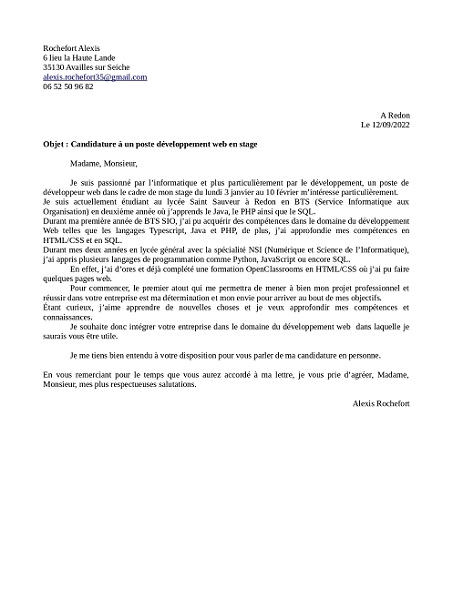 Rochefort Alexis
6 lieu la Haute Lande
35130 Availles sur Seiche
alexis.rochefort35@gmail.com
06 52 50 96 82
A Redon
Le 12/09/2022
Objet : Candidature à un poste développement web en stage
Madame, Monsieur,
Je suis passionné par l'informatique et plus particulièrement par le développement, un poste de
développeur web dans le cadre de mon stage du lundi 3 janvier au 10 février m'intéresse particulièrement.
Je suis actuellement étudiant au lycée Saint Sauveur à Redon en BTS (Service Informatique aux
Organisation) en deuxième année où j'apprends le Java, le PHP ainsi que le SQL.
Durant ma première année de BTS SIO, j'ai pu acquérir des compétences dans le domaine du développement
Web telles que les langages Typescript, Java et PHP, de plus, j'ai approfondie mes compétences en
HTML/CSS et en SQL.
Durant mes deux années en lycée général avec la spécialité NSI (Numérique et Science de l'Informatique),
j'ai appris plusieurs langages de programmation comme Python, JavaScript ou encore SQL.
En effet, j'ai d'ores et déjà complété une formation OpenClassrooms en HTML/CSS où j'ai pu faire
quelques pages web.
Pour commencer, le premier atout qui me permettra de mener à bien mon projet professionnel et
réussir dans votre entreprise est ma détermination et mon envie pour arriver au bout de mes objectifs.
Étant curieux, j'aime apprendre de nouvelles choses et je veux approfondir mes compétences et
connaissances.
Je souhaite donc intégrer votre entreprise dans le domaine du développement web dans laquelle je
saurais vous être utile.
Je me tiens bien entendu à votre disposition pour vous parler de ma candidature en personne.
En vous remerciant pour le temps que vous aurez accordé à ma lettre, je vous prie d'agréer, Madame,
Monsieur, mes plus respectueuses salutations.
Alexis Rochefort